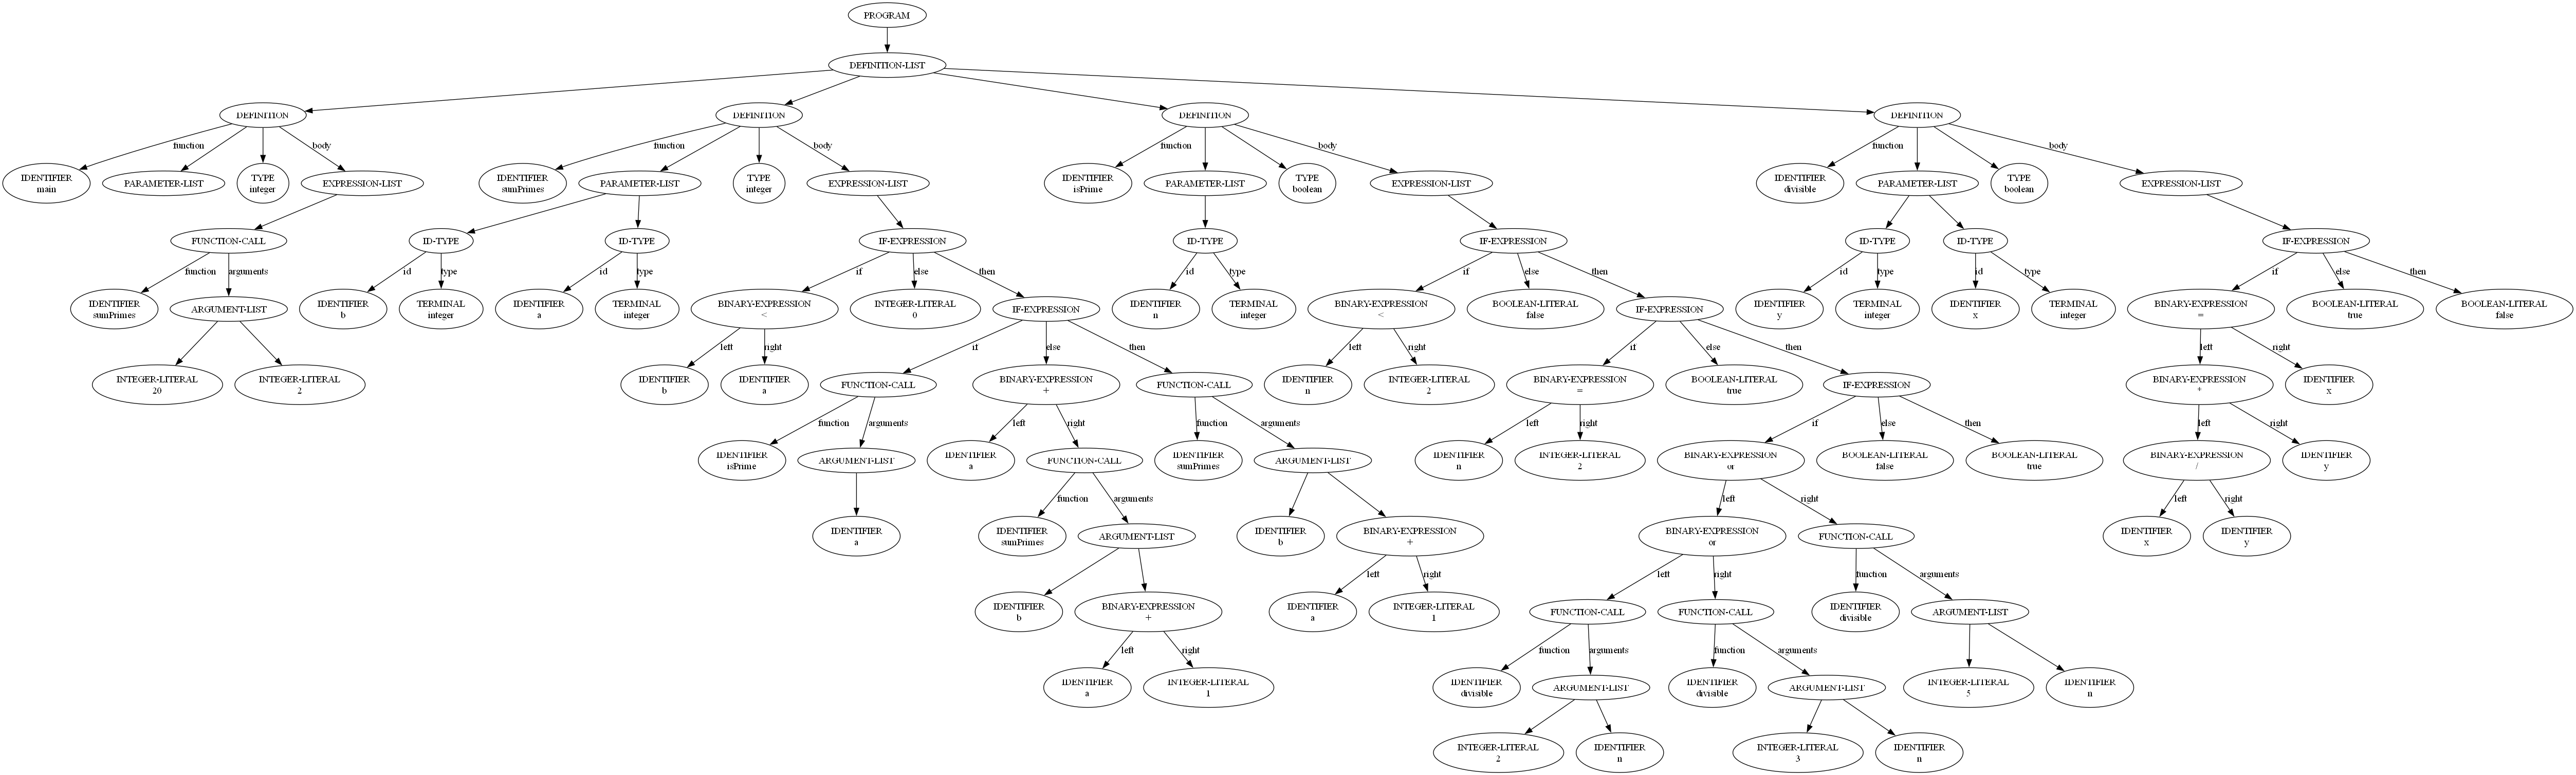 PROGRAM
DEFINITION-LIST
DEFINITION
DEFINITION
DEFINITION
DEFINITION
function
body
function
body
function
body
function
body
IDENTIFIER
main
PARAMETER-LIST
TYPE
integer
EXPRESSION-LIST
IDENTIFIER
sumPrimes
PARAMETER-LIST
TYPE
integer
EXPRESSION-LIST
IDENTIFIER
isPrime
PARAMETER-LIST
TYPE
boolean
EXPRESSION-LIST
IDENTIFIER
divisible
PARAMETER-LIST
TYPE
boolean
EXPRESSION-LIST
FUNCTION-CALL
ID-TYPE
ID-TYPE
IF-EXPRESSION
ID-TYPE
IF-EXPRESSION
ID-TYPE
ID-TYPE
IF-EXPRESSION
function
arguments
id
type
id
type
if
else
then
id
type
if
else
then
id
type
id
type
if
else
then
IDENTIFIER
sumPrimes
ARGUMENT-LIST
IDENTIFIER
b
TERMINAL
integer
IDENTIFIER
a
TERMINAL
integer
BINARY-EXPRESSION
<
INTEGER-LITERAL
0
IF-EXPRESSION
IDENTIFIER
n
TERMINAL
integer
BINARY-EXPRESSION
<
BOOLEAN-LITERAL
false
IF-EXPRESSION
IDENTIFIER
y
TERMINAL
integer
IDENTIFIER
x
TERMINAL
integer
BINARY-EXPRESSION
=
BOOLEAN-LITERAL
true
BOOLEAN-LITERAL
false
left
right
if
else
then
left
right
if
else
then
left
right
INTEGER-LITERAL
20
INTEGER-LITERAL
2
IDENTIFIER
b
IDENTIFIER
a
FUNCTION-CALL
BINARY-EXPRESSION
+
FUNCTION-CALL
IDENTIFIER
n
INTEGER-LITERAL
2
BINARY-EXPRESSION
=
BOOLEAN-LITERAL
true
IF-EXPRESSION
BINARY-EXPRESSION
*
IDENTIFIER
x
function
arguments
left
right
function
arguments
left
right
if
else
then
left
right
IDENTIFIER
isPrime
ARGUMENT-LIST
IDENTIFIER
a
FUNCTION-CALL
IDENTIFIER
sumPrimes
ARGUMENT-LIST
IDENTIFIER
n
INTEGER-LITERAL
2
BINARY-EXPRESSION
or
BOOLEAN-LITERAL
false
BOOLEAN-LITERAL
true
BINARY-EXPRESSION
/
IDENTIFIER
y
function
arguments
left
right
left
right
IDENTIFIER
a
IDENTIFIER
sumPrimes
ARGUMENT-LIST
IDENTIFIER
b
BINARY-EXPRESSION
+
BINARY-EXPRESSION
or
FUNCTION-CALL
IDENTIFIER
x
IDENTIFIER
y
left
right
left
right
function
arguments
IDENTIFIER
b
BINARY-EXPRESSION
+
IDENTIFIER
a
INTEGER-LITERAL
1
FUNCTION-CALL
FUNCTION-CALL
IDENTIFIER
divisible
ARGUMENT-LIST
left
right
function
arguments
function
arguments
IDENTIFIER
a
INTEGER-LITERAL
1
IDENTIFIER
divisible
ARGUMENT-LIST
IDENTIFIER
divisible
ARGUMENT-LIST
INTEGER-LITERAL
5
IDENTIFIER
n
INTEGER-LITERAL
2
IDENTIFIER
n
INTEGER-LITERAL
3
IDENTIFIER
n